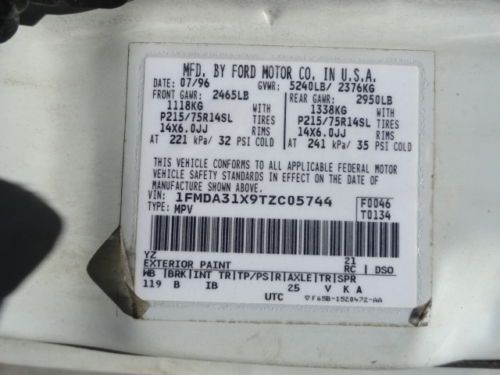 MFD. BY FORD MOTOR CO. IN U.S.A.
DATE: 07/96 GVWR: 5240LB/ 2376KG
FRONT GAWR: 2465LB REAR GAWR: 2950LB
1118KG WITH 1338KG WITH
P215/75R14SL TIRES P215/75R14SL TIRES
14X6.0JJ RIMS 14X6.0JJ RIMS
AT 221 kPa/ 32 PSI COLD AT 241 kPa/ 35 PSI COLD
THIS VEHICLE CONFORMS TO ALL APPLICABLE FEDERAL MOTOR
VEHICLE SAFETY STANDARDS IN EFFECT ON THE DATE OF
MANUFACTURE SHOWN ABOVE.
VIN: 1FMDA31X9TZC05744 F0046
TYPE: MPV T0134
YZ 21
EXTERIOR PAINT RC DSO
WB BRK INT TR TP/PS R AXLE TR SPR
119 B IB 25 V K A
UTC F65B-1520472-AA